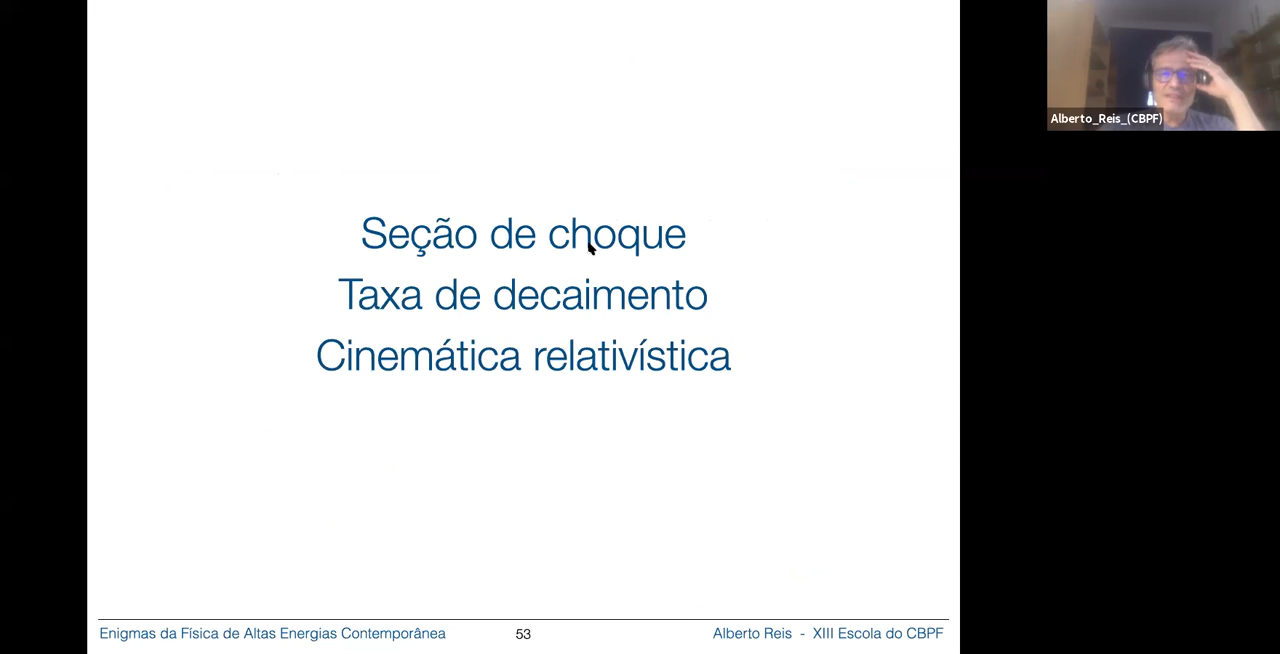 Seção de choque
Taxa de decaimento
Cinemática relativística
Enigmas da Física de Altas Energias Contemporânea
53
Alberto Reis - XIII Escola do CBPF
Alberto_Reis_(CBPF)